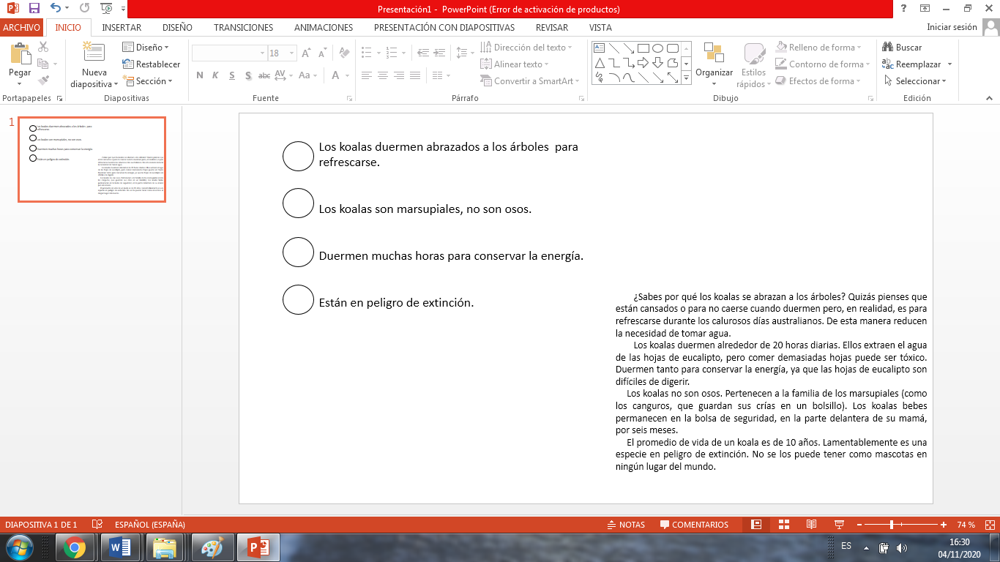 Presentación1 - PowerPoint (Error de activación de productos)
ARCHIVO INICIO INSERTAR DISEÑO TRANSICIONES ANIMACIONES PRESENTACIÓN CON DIAPOSITIVAS REVISAR VISTA Iniciar sesión
Pegar
Nueva diapositiva
Diseño
Restablecer
Sección
18
N K S S abc AV Aa A
Dirección del texto
Alinear texto
Convertir a SmartArt
Organizar
Estilos rápidos
Relleno de forma
Contorno de forma
Efectos de forma
Buscar
Reemplazar
Seleccionar
Portapapeles Diapositivas Fuente Párrafo Dibujo Edición
1
Los koalas duermen abrazados a los árboles para
refrescarse.
Los koalas son marsupiales, no son osos.
Duermen muchas horas para conservar la energía.
Están en peligro de extinción.
¿Sabes por qué los koalas se abrazan a los árboles? Quizás pienses que
están cansados o para no caerse cuando duermen pero, en realidad, es para
refrescarse durante los calurosos días australianos. De esta manera reducen
la necesidad de tomar agua.
Los koalas duermen alrededor de 20 horas diarias. Ellos extraen el agua
de las hojas de eucalipto, pero comer demasiadas hojas puede ser tóxico.
Duermen tanto para conservar la energía, ya que las hojas de eucalipto son
difíciles de digerir.
Los koalas no son osos. Pertenecen a la familia de los marsupiales (como
los canguros, que guardan sus crías en un bolsillo). Los koalas bebes
permanecen en la bolsa de seguridad, en la parte delantera de su mamá,
por seis meses.
El promedio de vida de un koala es de 10 años. Lamentablemente es una
especie en peligro de extinción. No se los puede tener como mascotas en
ningún lugar del mundo.
DIAPOSITIVA 1 DE 1 ESPAÑOL (ESPAÑA) NOTAS COMENTARIOS 74 %
ES
16:30
04/11/2020